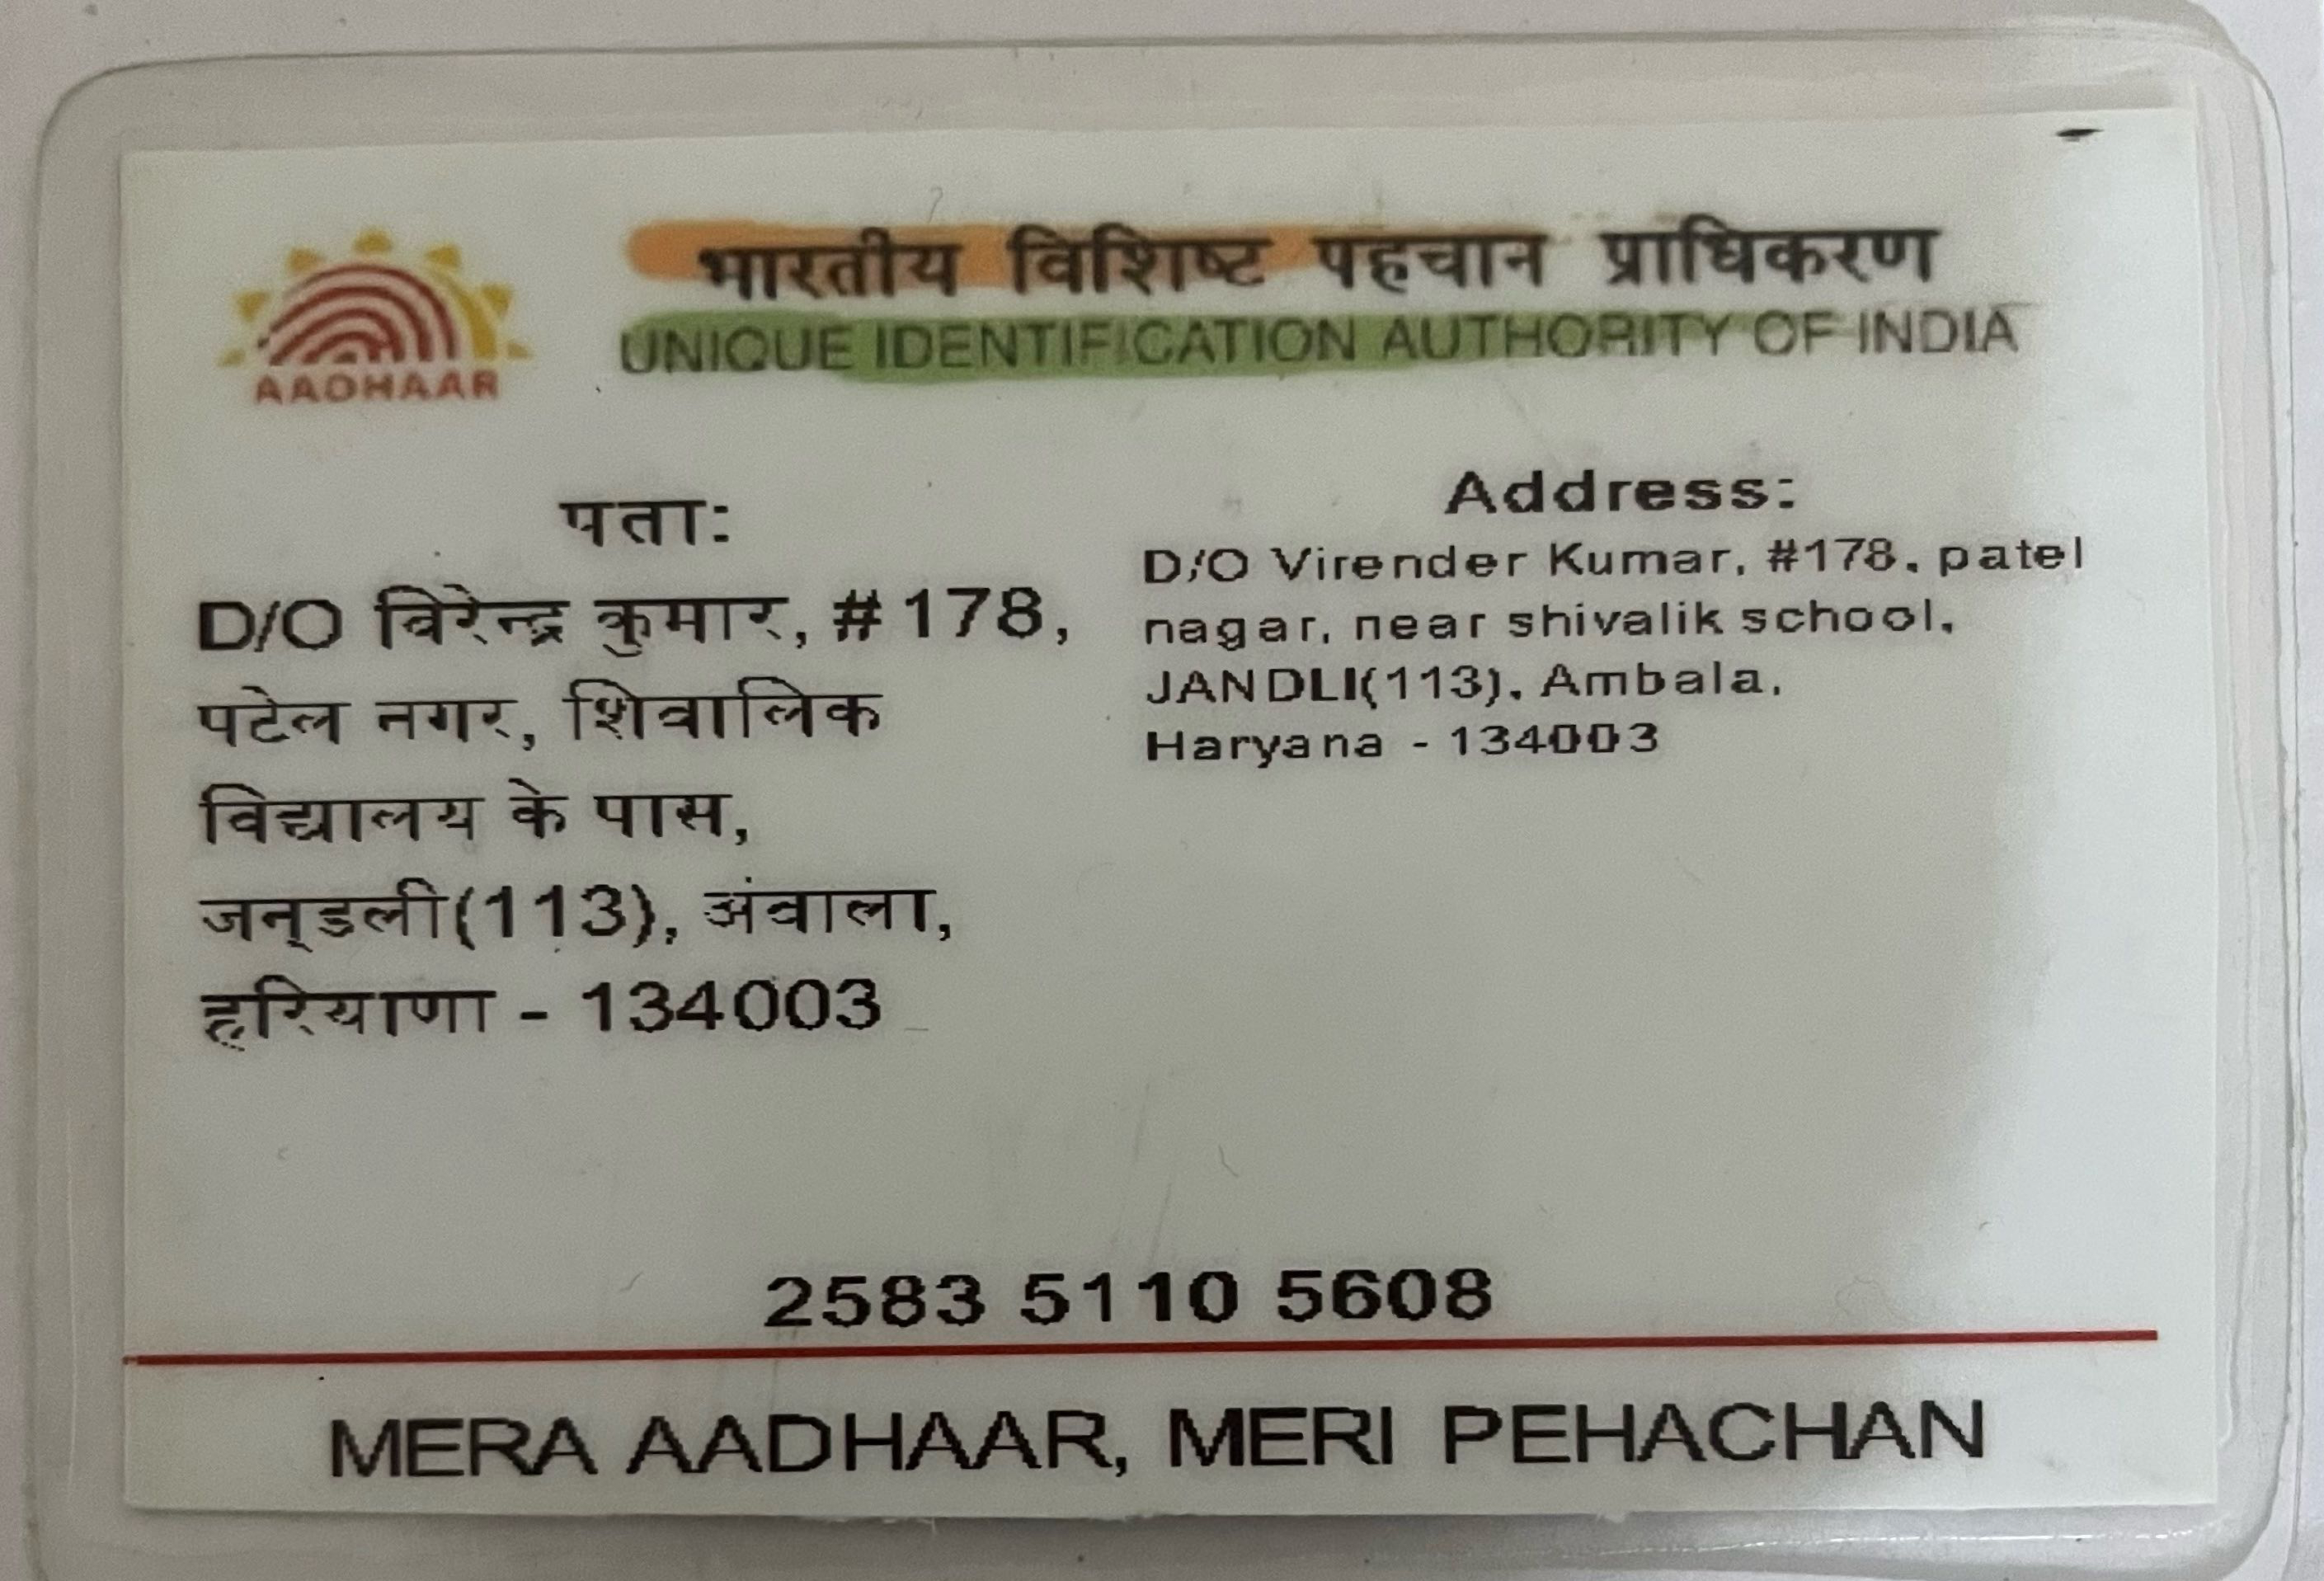 भारतीय विशिष्ट पहचान प्राधिकरण
UNIQUE IDENTIFICATION AUTHORITY OF INDIA
AADHAAR
पता:
D/O विरेन्द्र कुमार, #178,
पटेल नगर, शिवालिक
विद्यालय के पास,
जन्डली(113), अंवाला,
हरियाणा - 134003
Address:
D/O Virender Kumar, #178, patel
nagar, near shivalik school,
JANDLI(113), Ambala,
Haryana - 134003
2583 5110 5608
MERA AADHAAR, MERI PEHACHAN